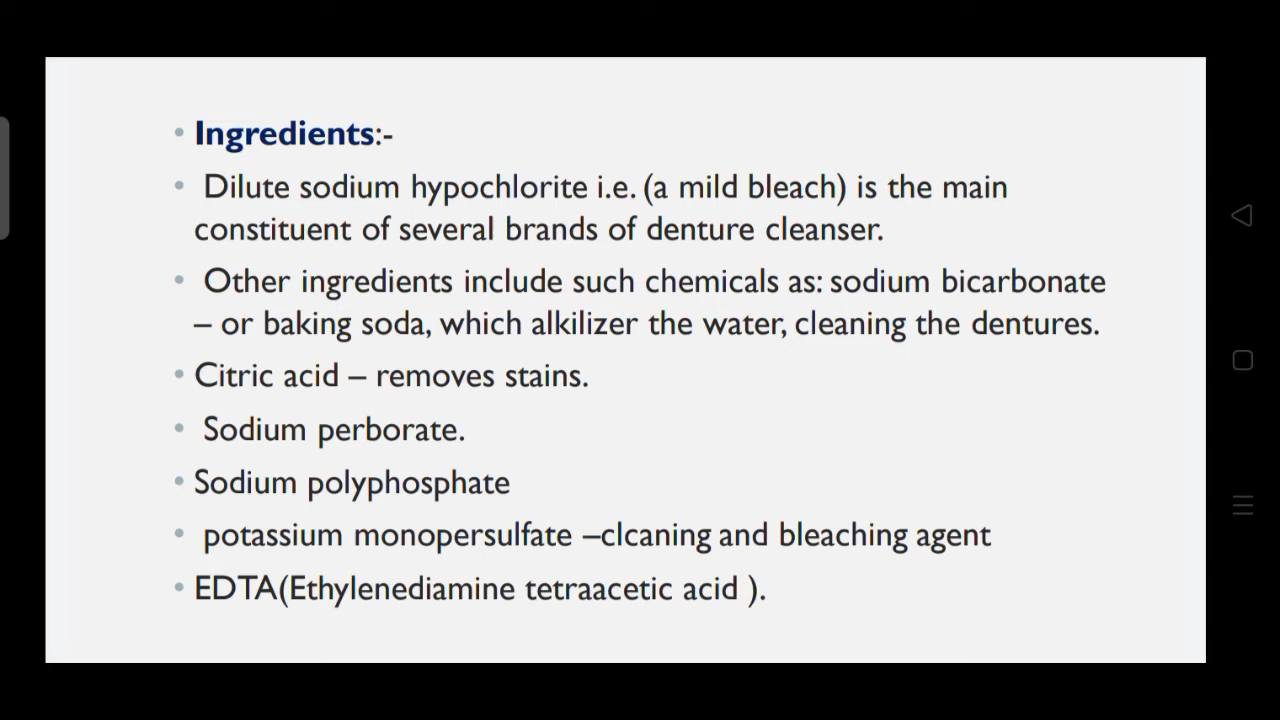 • Ingredients:-
• Dilute sodium hypochlorite i.e. (a mild bleach) is the main
constituent of several brands of denture cleanser.
• Other ingredients include such chemicals as: sodium bicarbonate
– or baking soda, which alkilizer the water, cleaning the dentures.
• Citric acid – removes stains.
• Sodium perborate.
• Sodium polyphosphate
• potassium monopersulfate –clcaning and bleaching agent
• EDTA(Ethylenediamine tetraacetic acid ).